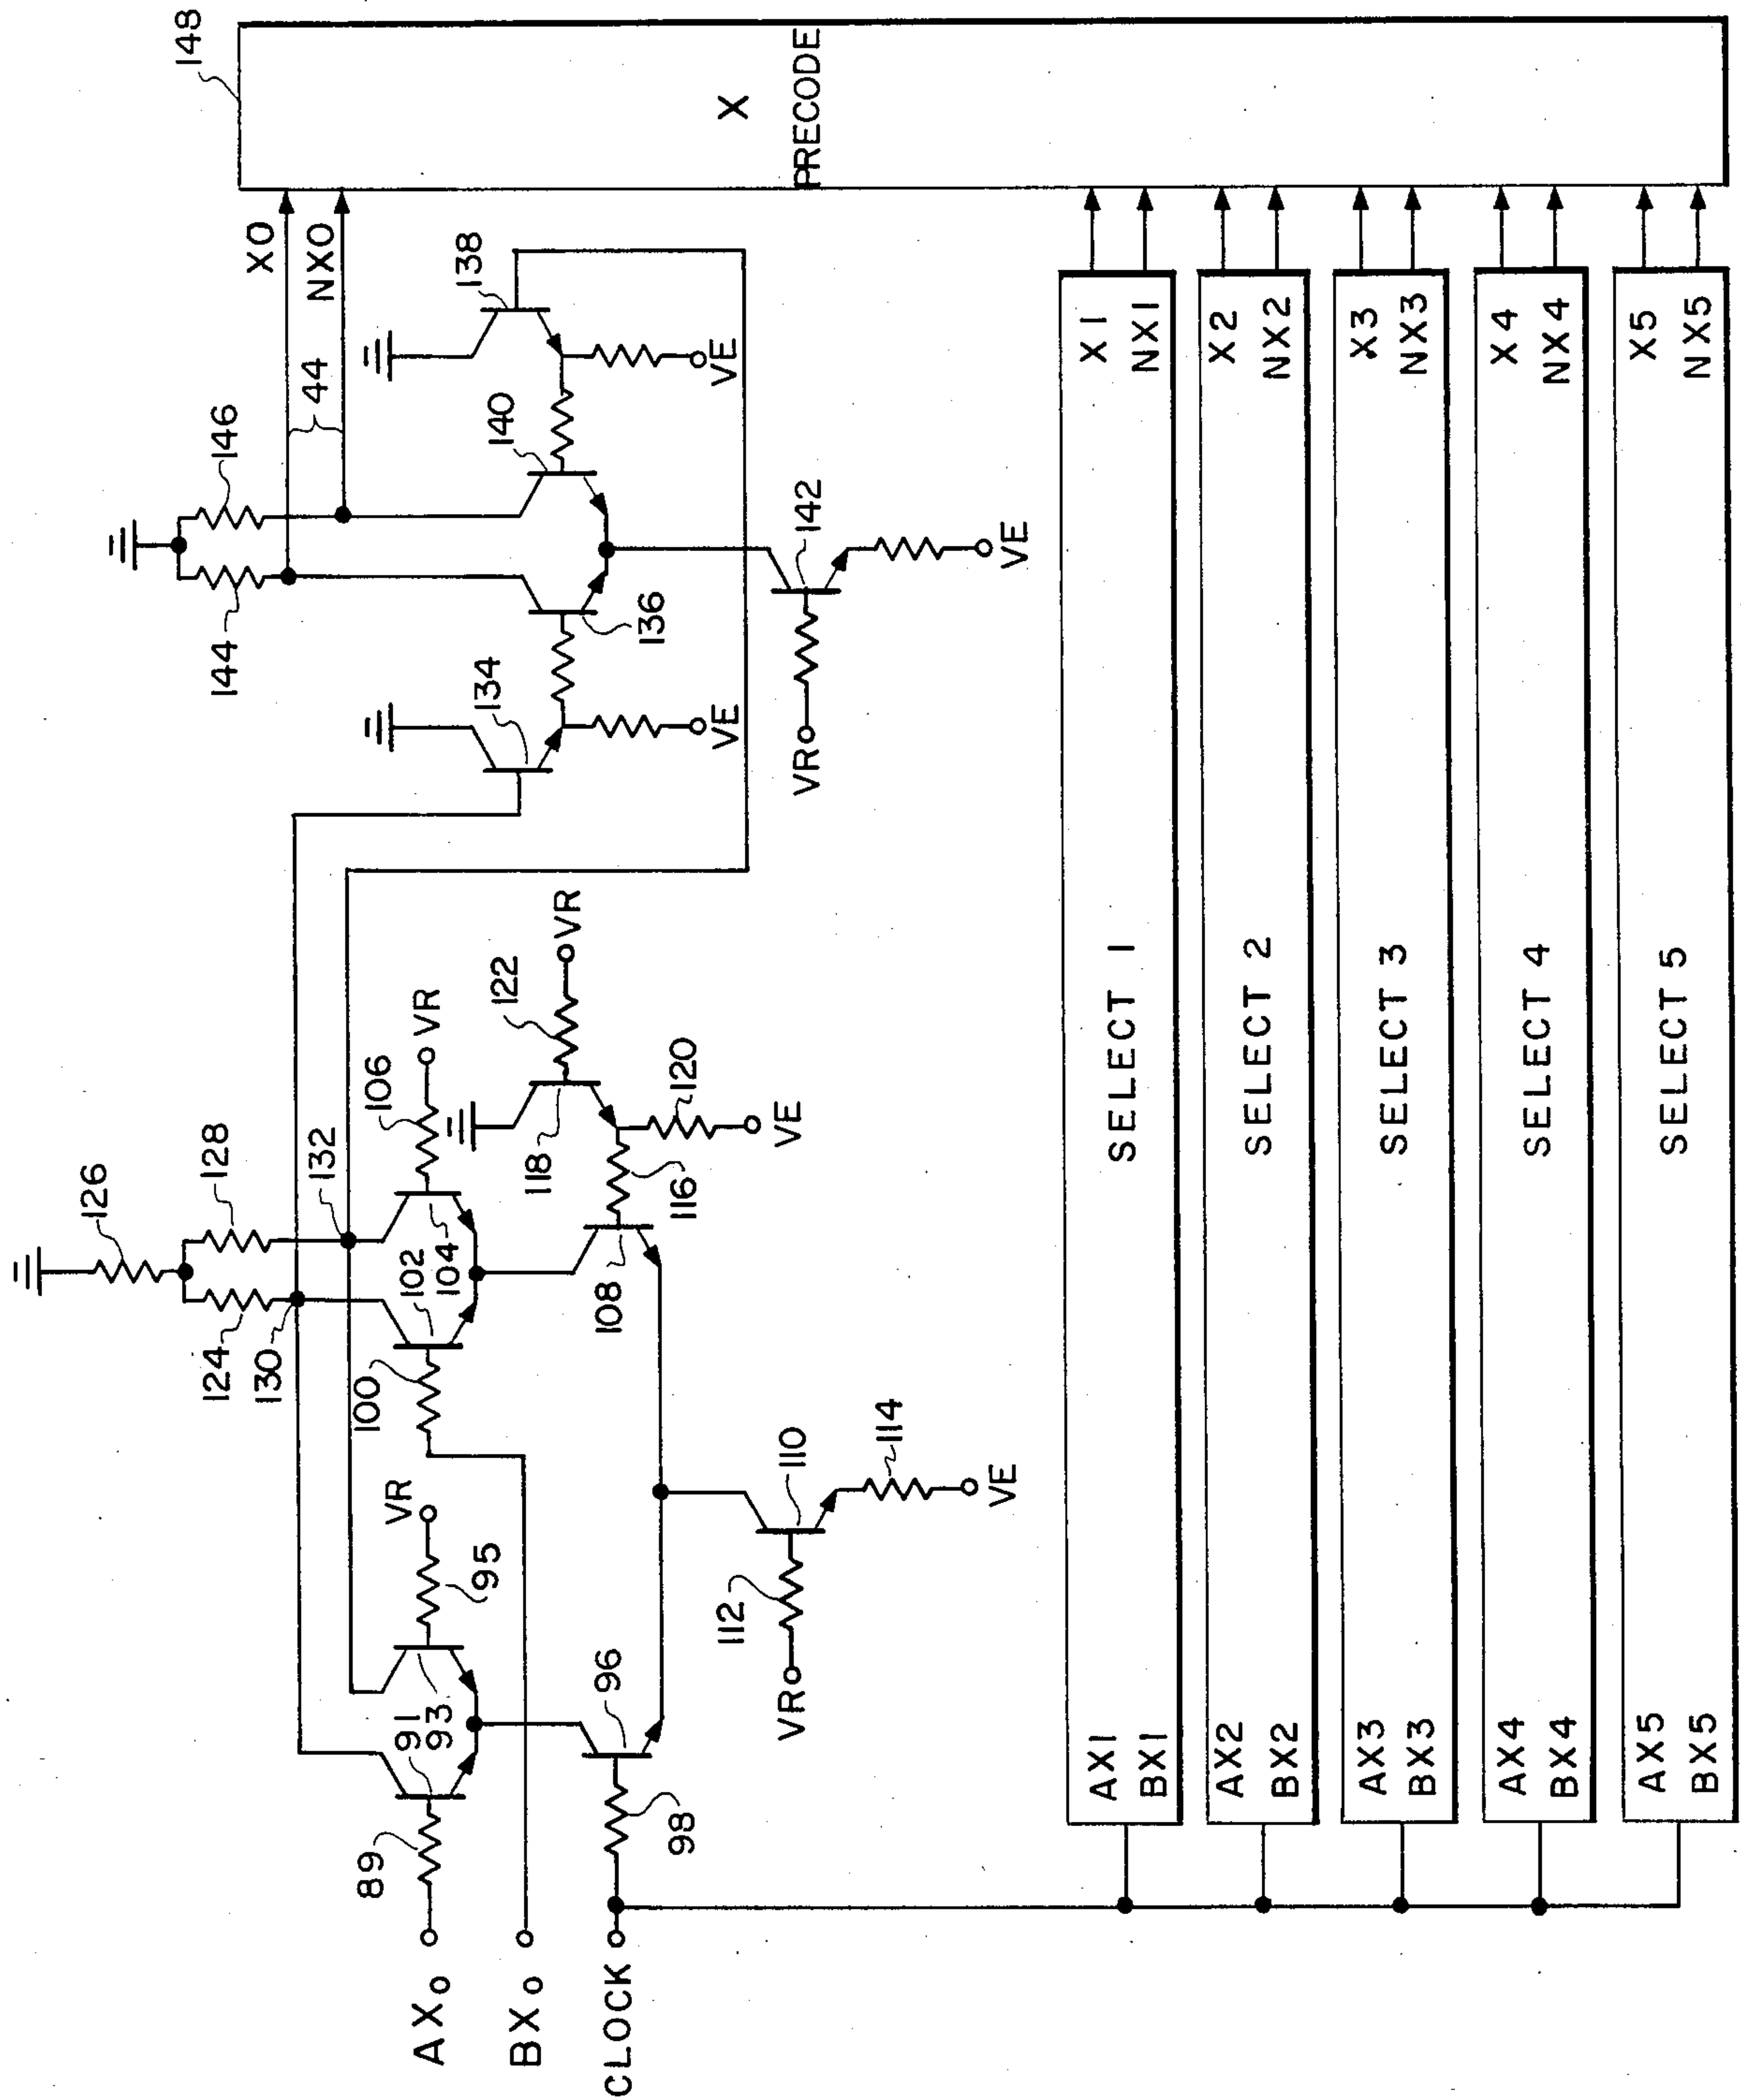 148
X
PRECODE
X0
NX0
44
146
144
138
140
136
134
142
VE
VE
VE
VR
126
128
124
130
132
106
VR
102
104
100
122
VR
118
120
VE
116
108
VR
95
91
93
89
96
98
110
112
114
VR
VE
AX0
BX0
CLOCK
AX1
BX1
SELECT 1
X1
NX1
AX2
BX2
SELECT 2
X2
NX2
AX3
BX3
SELECT 3
X3
NX3
AX4
BX4
SELECT 4
X4
NX4
AX5
BX5
SELECT 5
X5
NX5